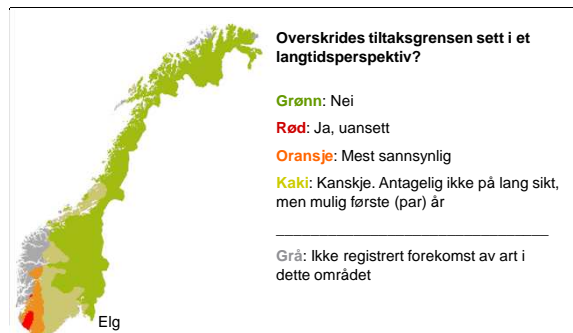 Overskrides tiltaksgrensen sett i et
langtidsperspektiv?
Grønn: Nei
Rød: Ja, uansett
Oransje: Mest sannsynlig
Kaki: Kanskje. Antagelig ikke på lang sikt,
men mulig første (par) år
Grå: Ikke registrert forekomst av art i
dette området
Elg